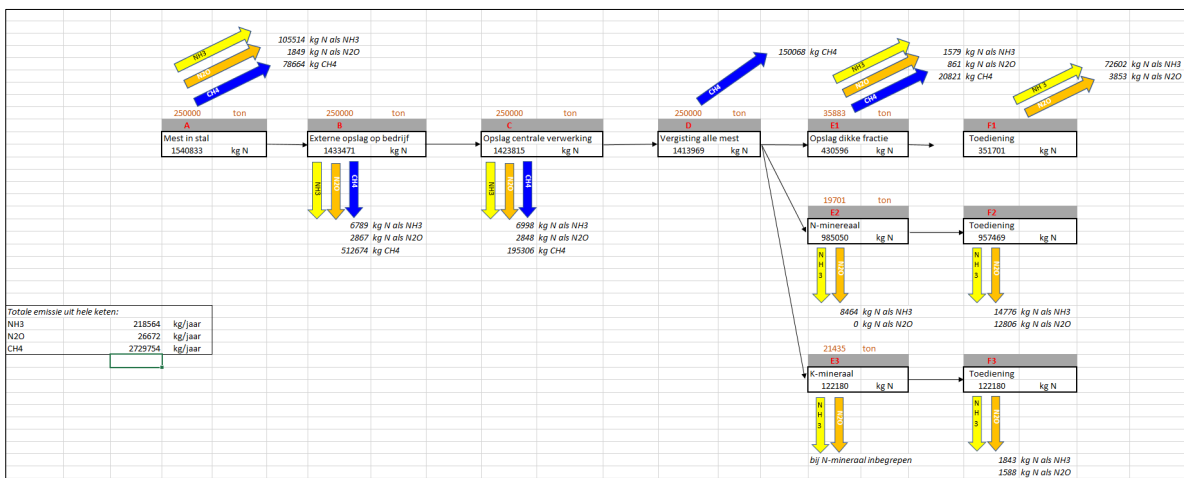 105514 kg N als NH3
1849 kg N als N2O
78664 kg CH4
NH3
N2O
CH4
150068 kg CH4
CH4
1579 kg N als NH3
861 kg N als N2O
20821 kg CH4
NH3
N2O
CH4
72602 kg N als NH3
3853 kg N als N2O
NH 3
N2O
250000 ton
250000 ton
250000 ton
250000 ton
35883 ton
A
B
C
D
E1
F1
Mest in stal
Externe opslag op bedrijf
Opslag centrale verwerking
Vergisting alle mest
Opslag dikke fractie
Toediening
1540833 kg N
1433471 kg N
1423815 kg N
1413969 kg N
430596 kg N
351701 kg N
NH3
N2O
CH4
NH3
N2O
CH4
6789 kg N als NH3
2867 kg N als N2O
512674 kg CH4
6998 kg N als NH3
2848 kg N als N2O
195306 kg CH4
19701 ton
E2
F2
N-minereaal
Toediening
985050 kg N
957469 kg N
NH3
N2O
NH3
N2O
8464 kg N als NH3
0 kg N als N2O
14776 kg N als NH3
12806 kg N als N2O
Totale emissie uit hele keten:
NH3 218564 kg/jaar
N2O 26672 kg/jaar
CH4 2729754 kg/jaar
21435 ton
E3
F3
K-mineraal
Toediening
122180 kg N
122180 kg N
NH3
N2O
NH3
N2O
bij N-mineraal inbegrepen
1843 kg N als NH3
1588 kg N als N2O